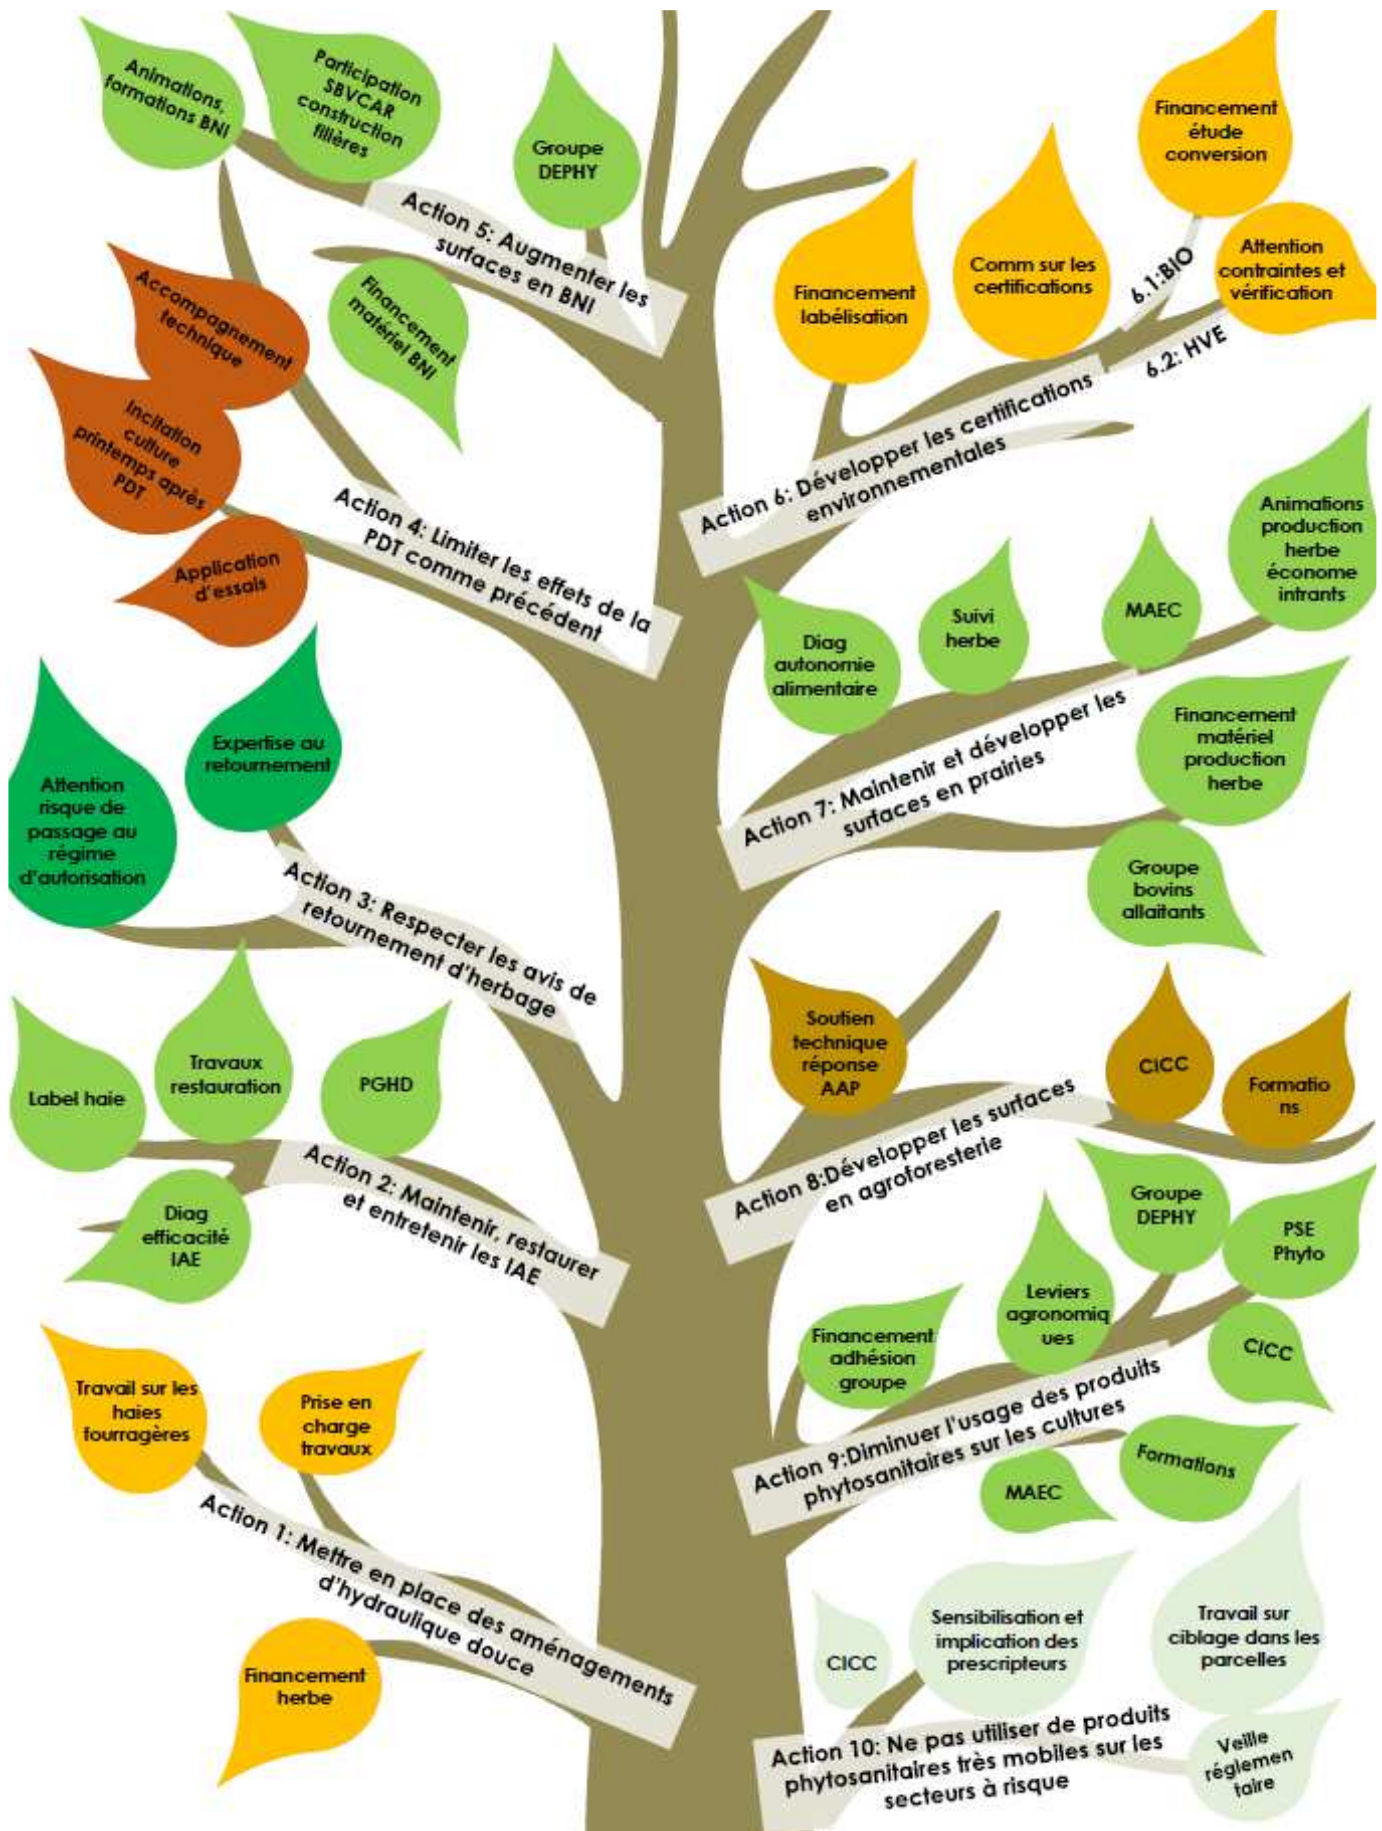 Animations,
formations BNI
Participation
SBVCAR
construction
filières
Groupe
DEPHY
Action 5: Augmenter les
surfaces en BNI
Financement
matériel BNI
Accompagnement
technique
Incitation
culture
printemps après
PDT
Application
d'essais
Action 4: Limiter les effets de la
PDT comme précédent
Attention
risque de
passage au
régime
d'autorisation
Expertise au
retournement
Action 3: Respecter les avis de
retournement d'herbage
Label haie
Travaux
restauration
PGHD
Diag
efficacité
IAE
Action 2: Maintenir, restaurer
et entretenir les IAE
Travail sur les
haies
fourragères
Prise en
charge
travaux
Action 1: Mettre en place des aménagements
d'hydraulique douce
Financement
herbe
Financement
étude
conversion
Financement
labélisation
Comm sur les
certifications
6.1:BIO
Attention
contraintes et
vérification
6.2: HVE
Action 6: Développer les certifications
environnementales
Diag
autonomie
alimentaire
Suivi
herbe
MAEC
Animations
production
herbe
économe
intrants
Action 7: Maintenir et développer les
surfaces en prairies
Financement
matériel
production
herbe
Groupe
bovins
allaitants
Soutien
technique
réponse
AAP
CICC
Formatio
ns
Action 8:Développer les surfaces
en agroforesterie
Groupe
DEPHY
PSE
Phyto
Leviers
agronomiq
ues
Financement
adhésion
groupe
CICC
Action 9:Diminuer l'usage des produits
phytosanitaires sur les cultures
MAEC
Formations
CICC
Sensibilisation et
implication des
prescripteurs
Travail sur
ciblage dans les
parcelles
Action 10: Ne pas utiliser de produits
phytosanitaires très mobiles sur les
secteurs à risque
Veille
réglemen
taire